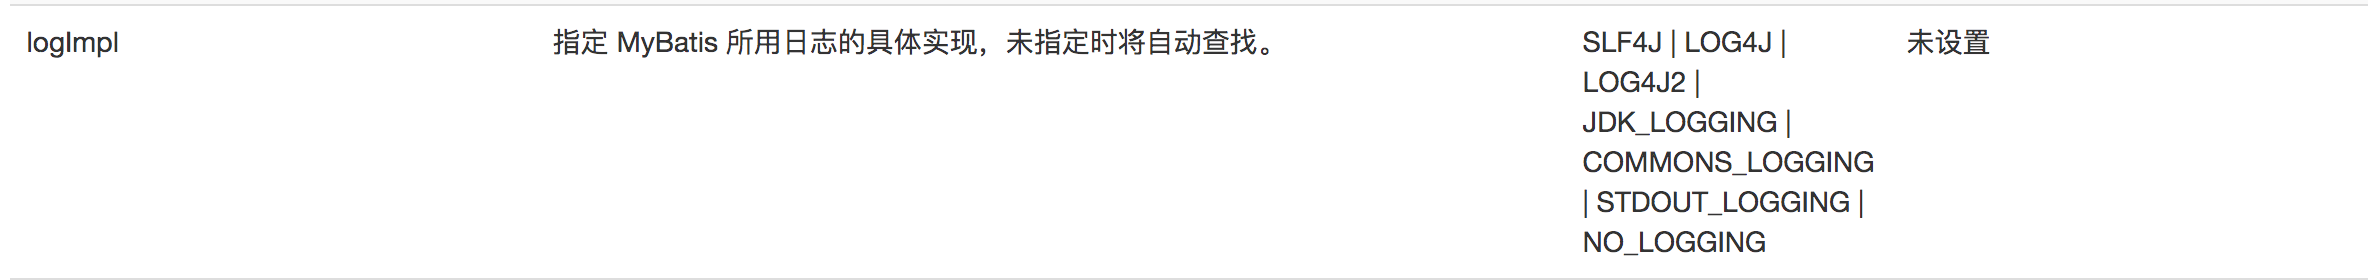 logImpl
指定 MyBatis 所用日志的具体实现，未指定时将自动查找。
SLF4J | LOG4J |
LOG4J2 |
JDK_LOGGING |
COMMONS_LOGGING
| STDOUT_LOGGING |
NO_LOGGING
未设置